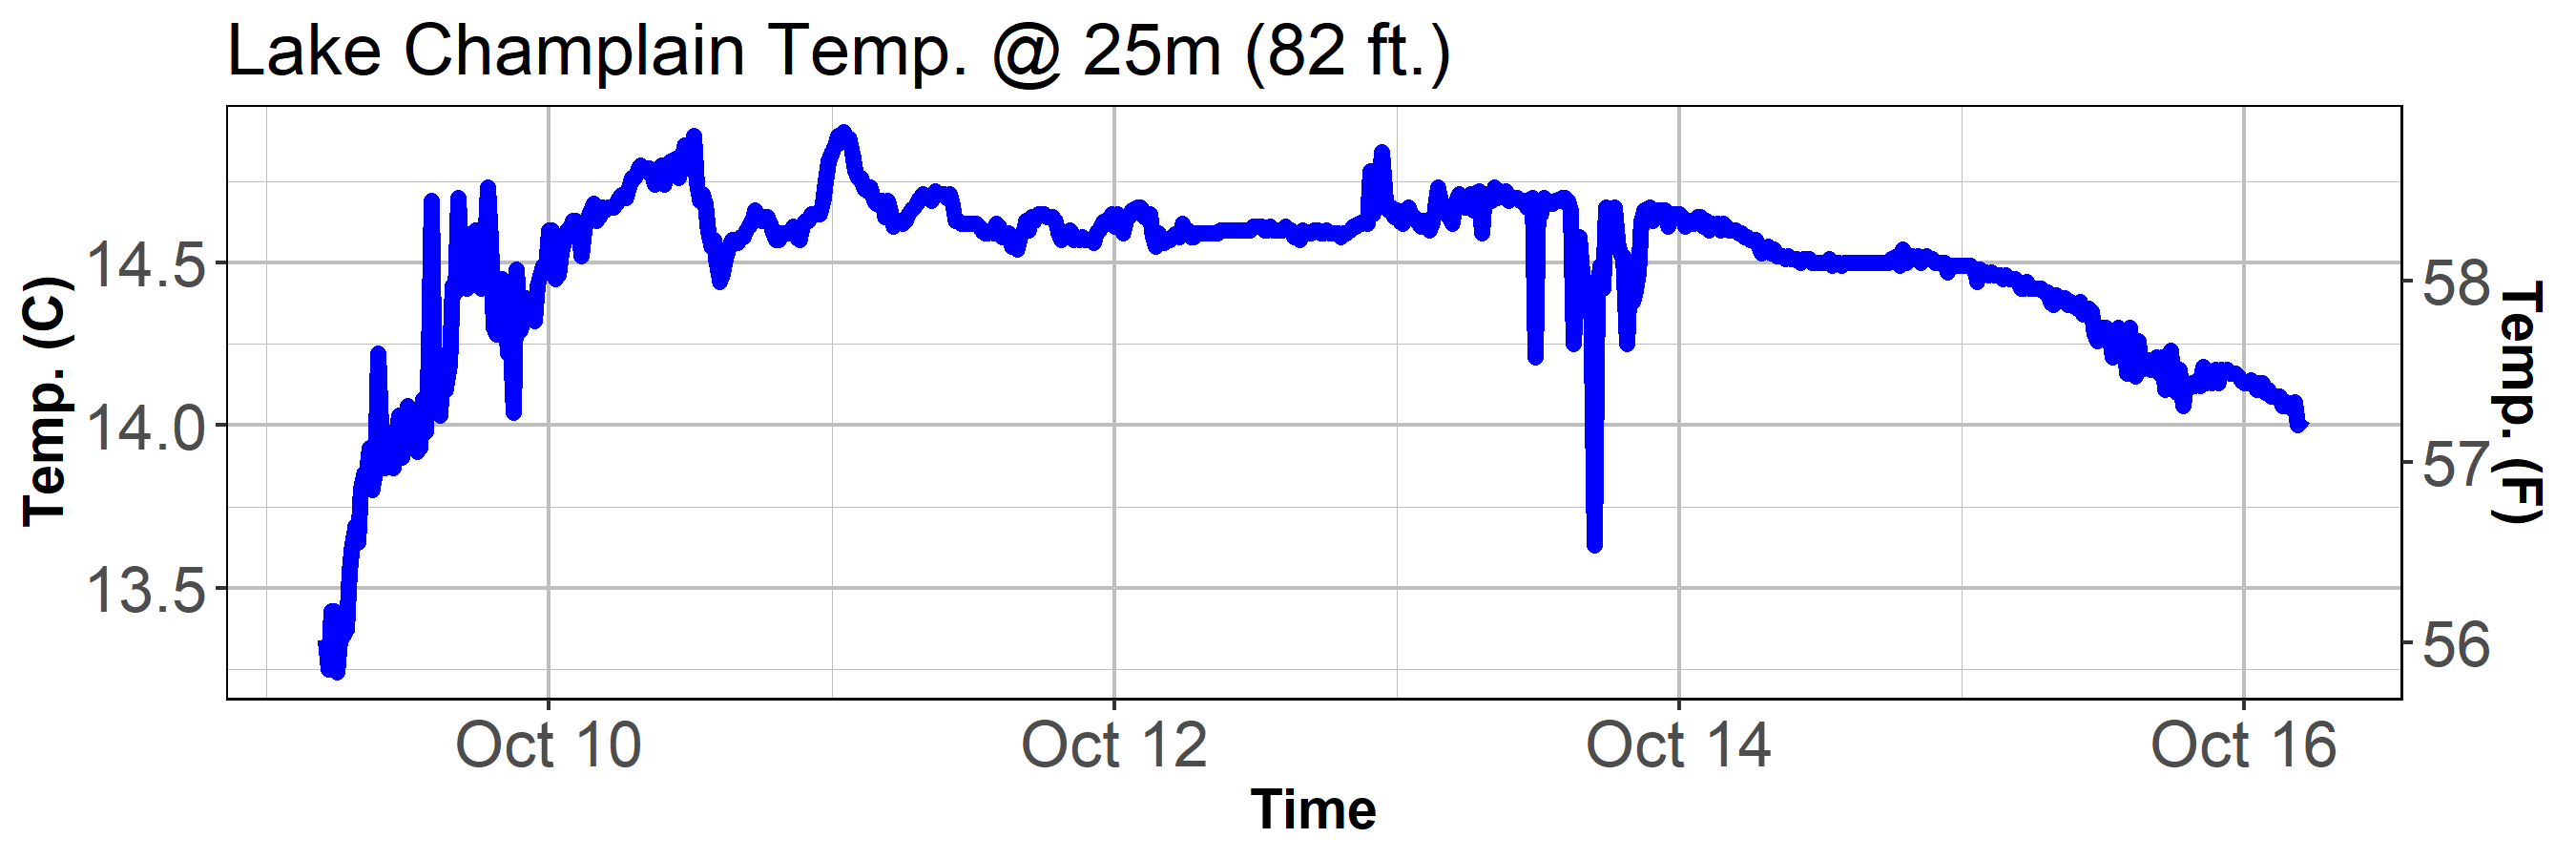 Lake Champlain Temp. @ 25m (82 ft.)
Temp. (C)
14.5
14.0
13.5
58
57
56
Temp. (F)
Oct 10 Oct 12 Oct 14 Oct 16
Time